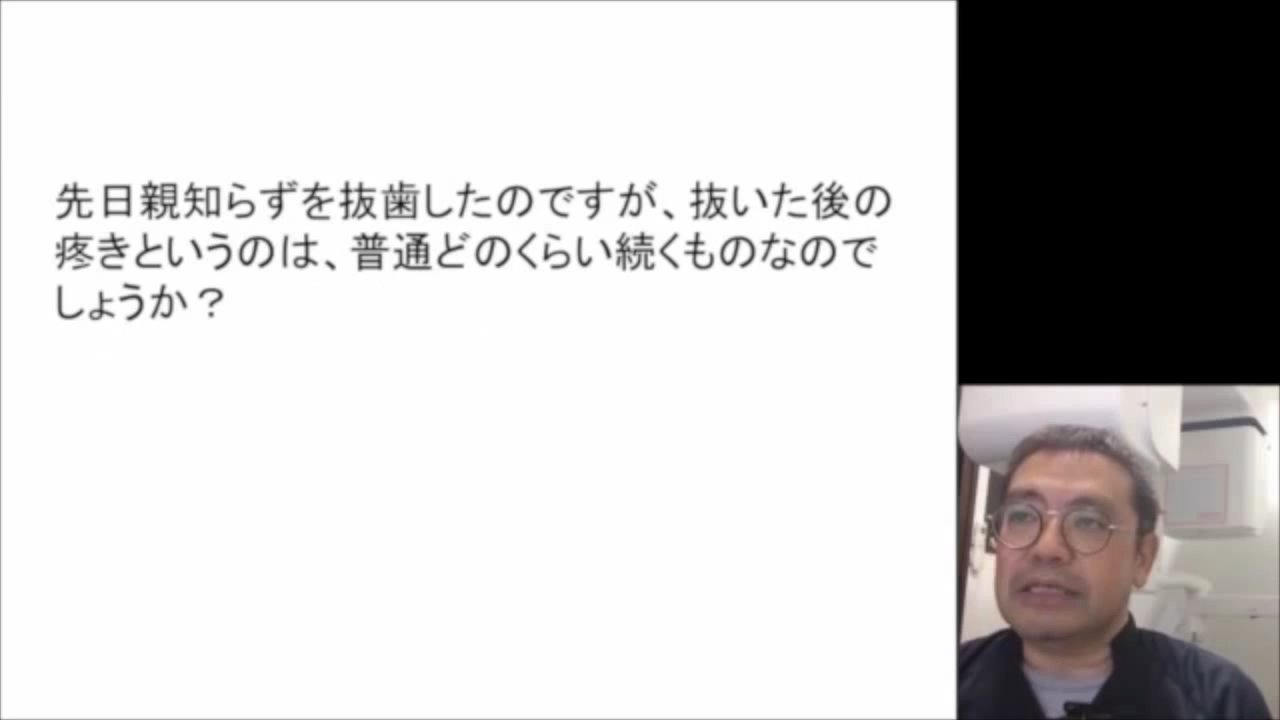 先日親知らずを抜歯したのですが、抜いた後の
疼きというのは、普通どのくらい続くものなので
しょうか？